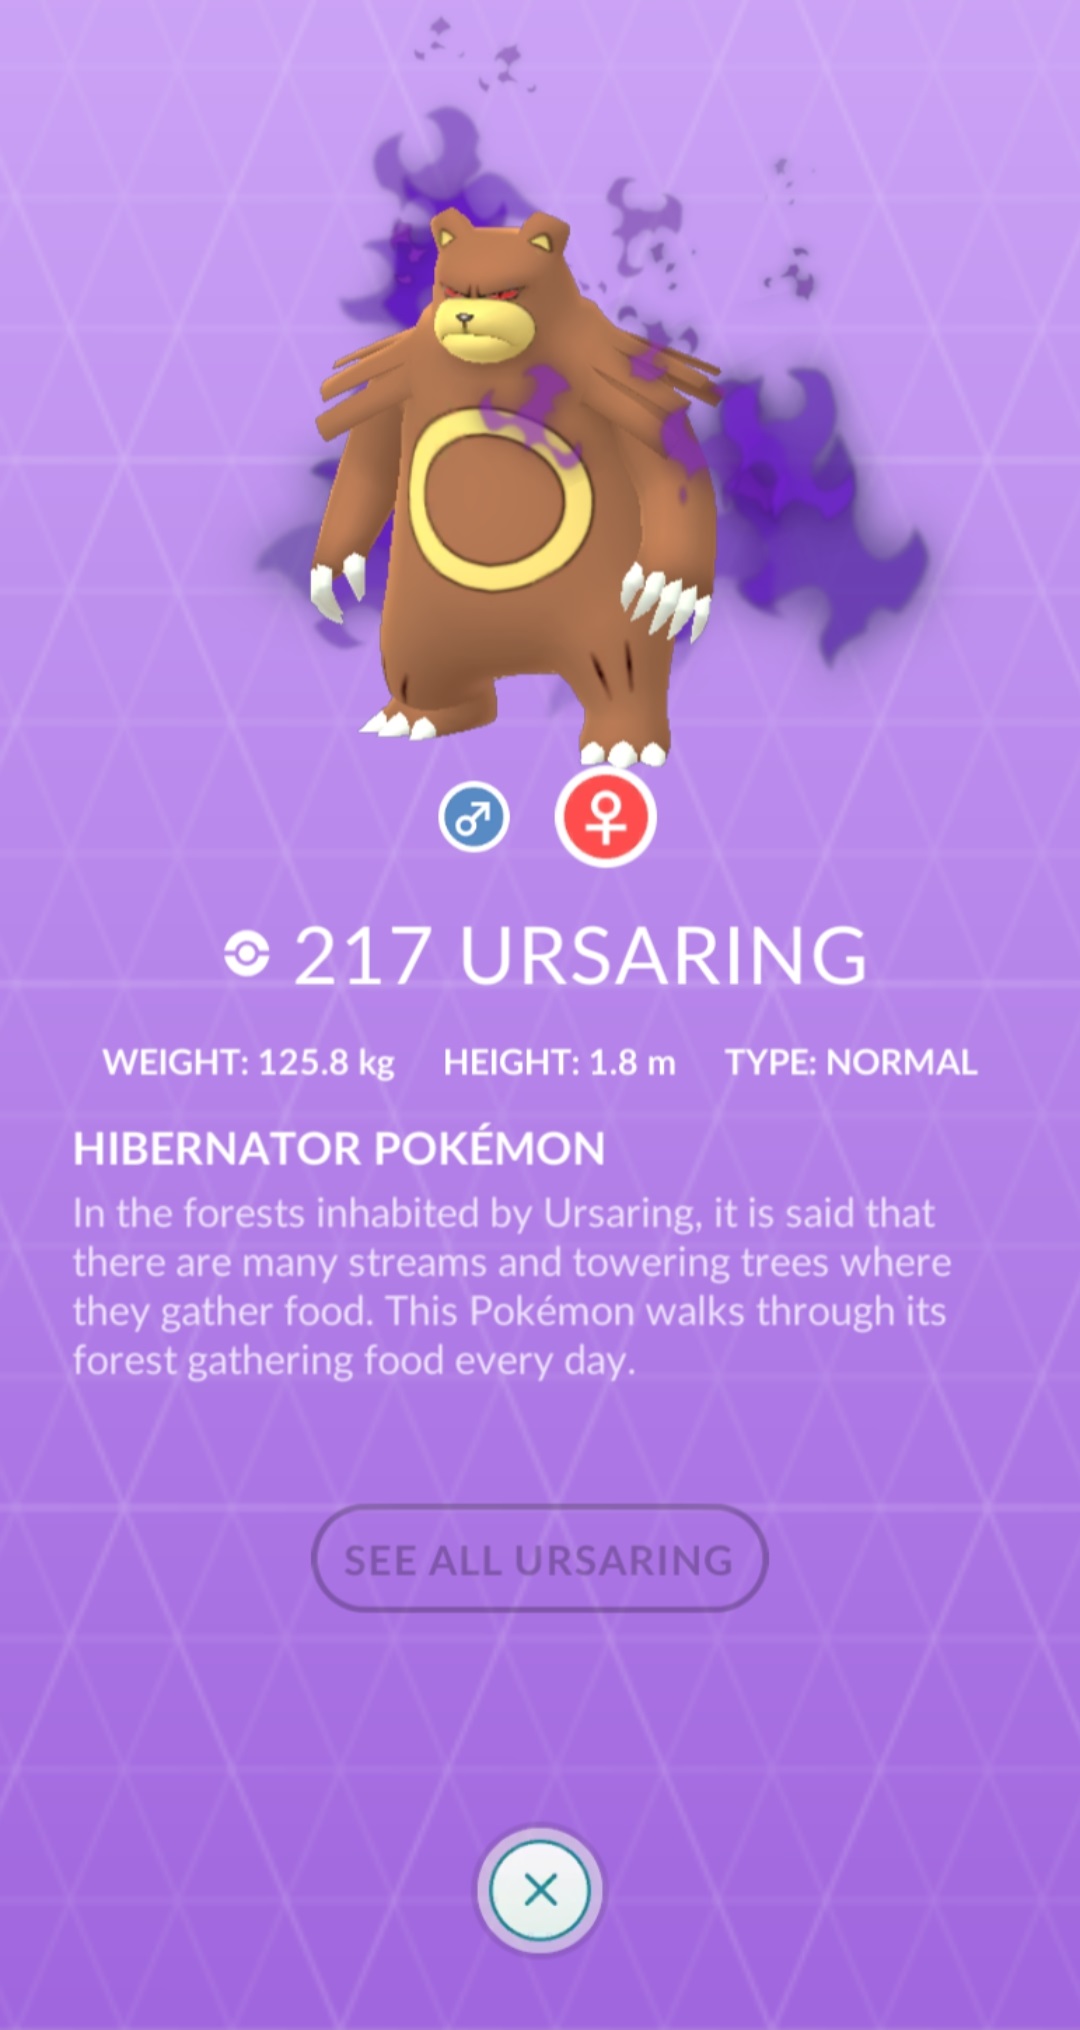 217 URSARING
WEIGHT: 125.8 kg HEIGHT: 1.8 m TYPE: NORMAL
HIBERNATOR POKÉMON
In the forests inhabited by Ursaring, it is said that
there are many streams and towering trees where
they gather food. This Pokémon walks through its
forest gathering food every day.
SEE ALL URSARING